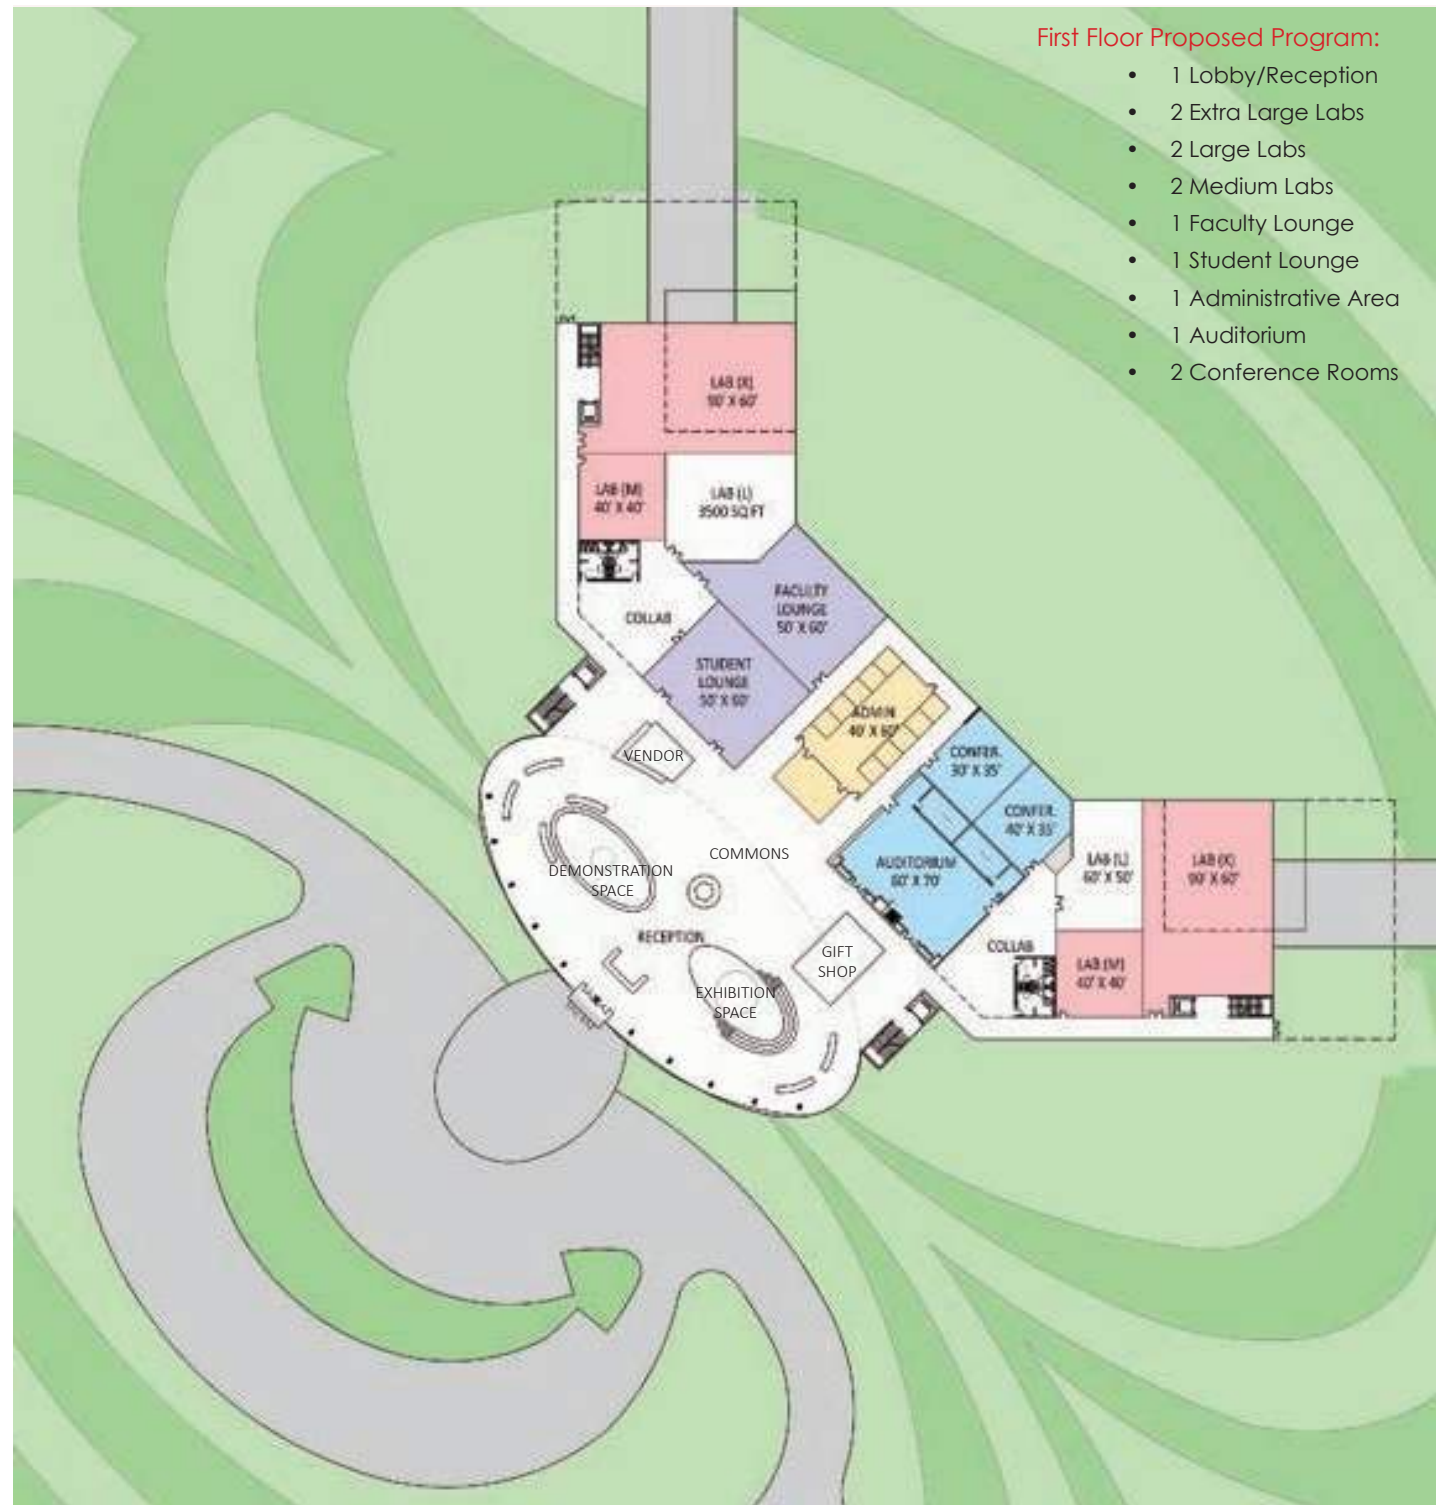 First Floor Proposed Program:
• 1 Lobby/Reception
• 2 Extra Large Labs
• 2 Large Labs
• 2 Medium Labs
• 1 Faculty Lounge
• 1 Student Lounge
• 1 Administrative Area
• 1 Auditorium
• 2 Conference Rooms
LAB (X)
90' X 60'
LAB (M)
40' X 40'
LAB (L)
3500 SQ FT
FACULTY
LOUNGE
50' X 60'
COLLAB
STUDENT
LOUNGE
50' X 60'
ADMIN
40' X 60'
VENDOR
CONFER.
30' X 35'
CONFER.
40' X 35'
AUDITORIUM
60' X 70'
LAB (L)
60' X 50'
LAB (X)
90' X 60'
COMMONS
DEMONSTRATION
SPACE
RECEPTION
GIFT
SHOP
COLLAB
LAB (M)
40' X 40'
EXHIBITION
SPACE